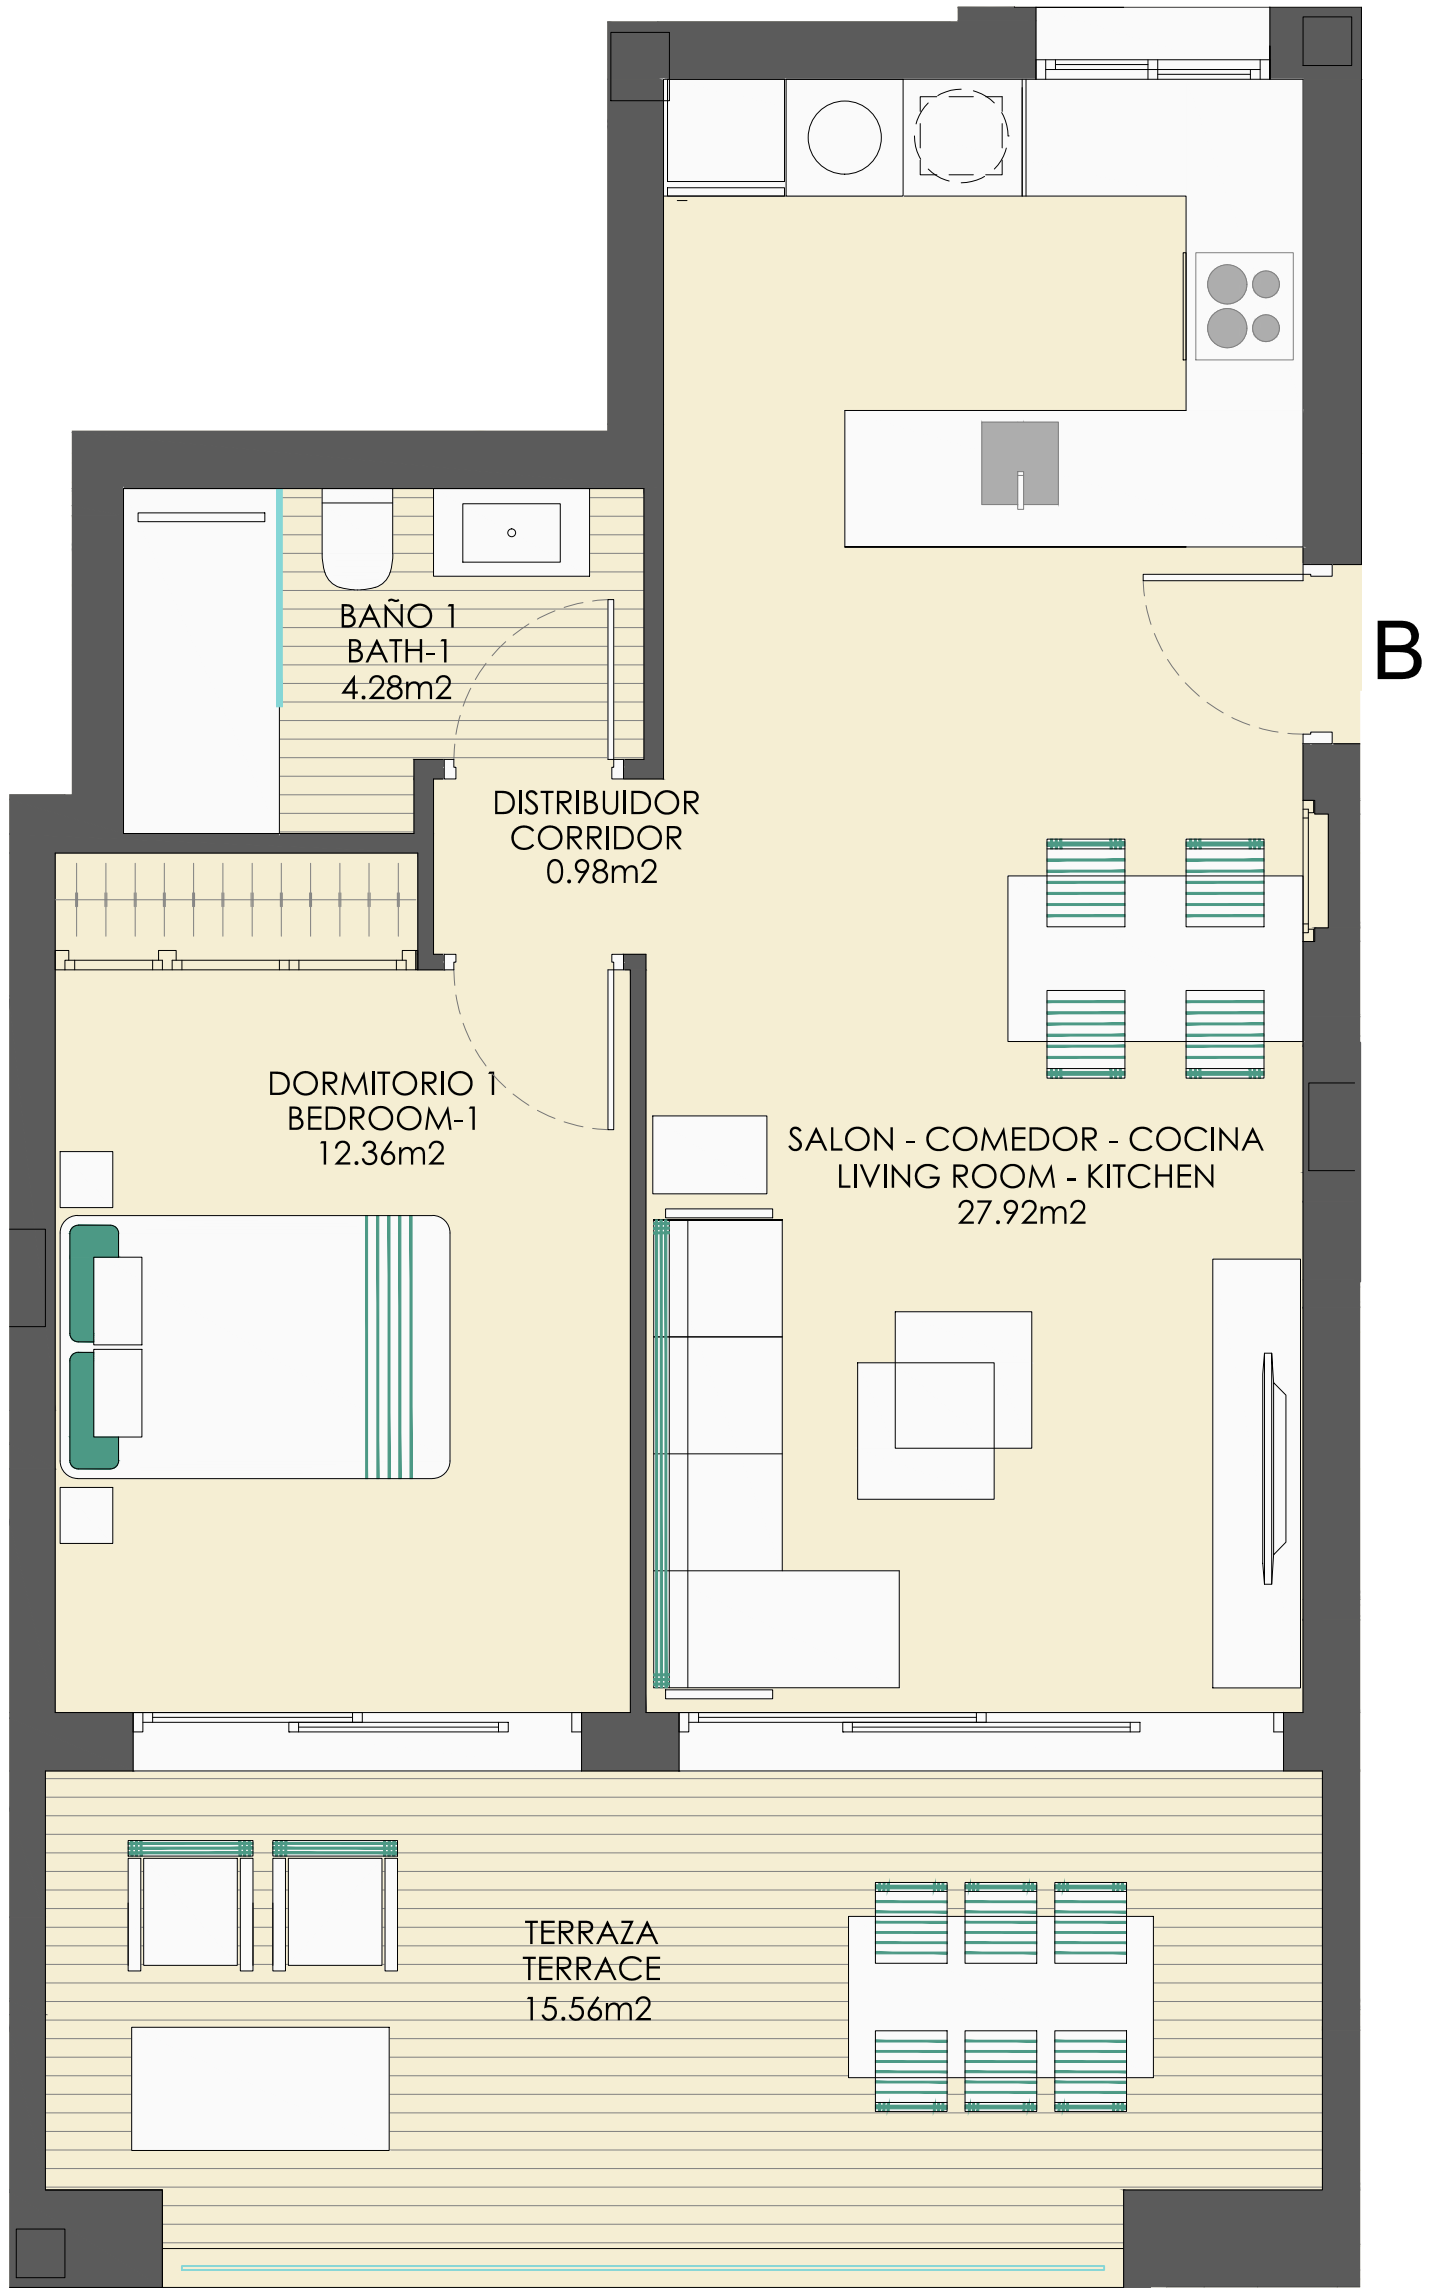 BAÑO 1
BATH-1
4.28m2
B
DISTRIBUIDOR
CORRIDOR
0.98m2
DORMITORIO 1
BEDROOM-1
12.36m2
SALON - COMEDOR - COCINA
LIVING ROOM - KITCHEN
27.92m2
TERRAZA
TERRACE
15.56m2